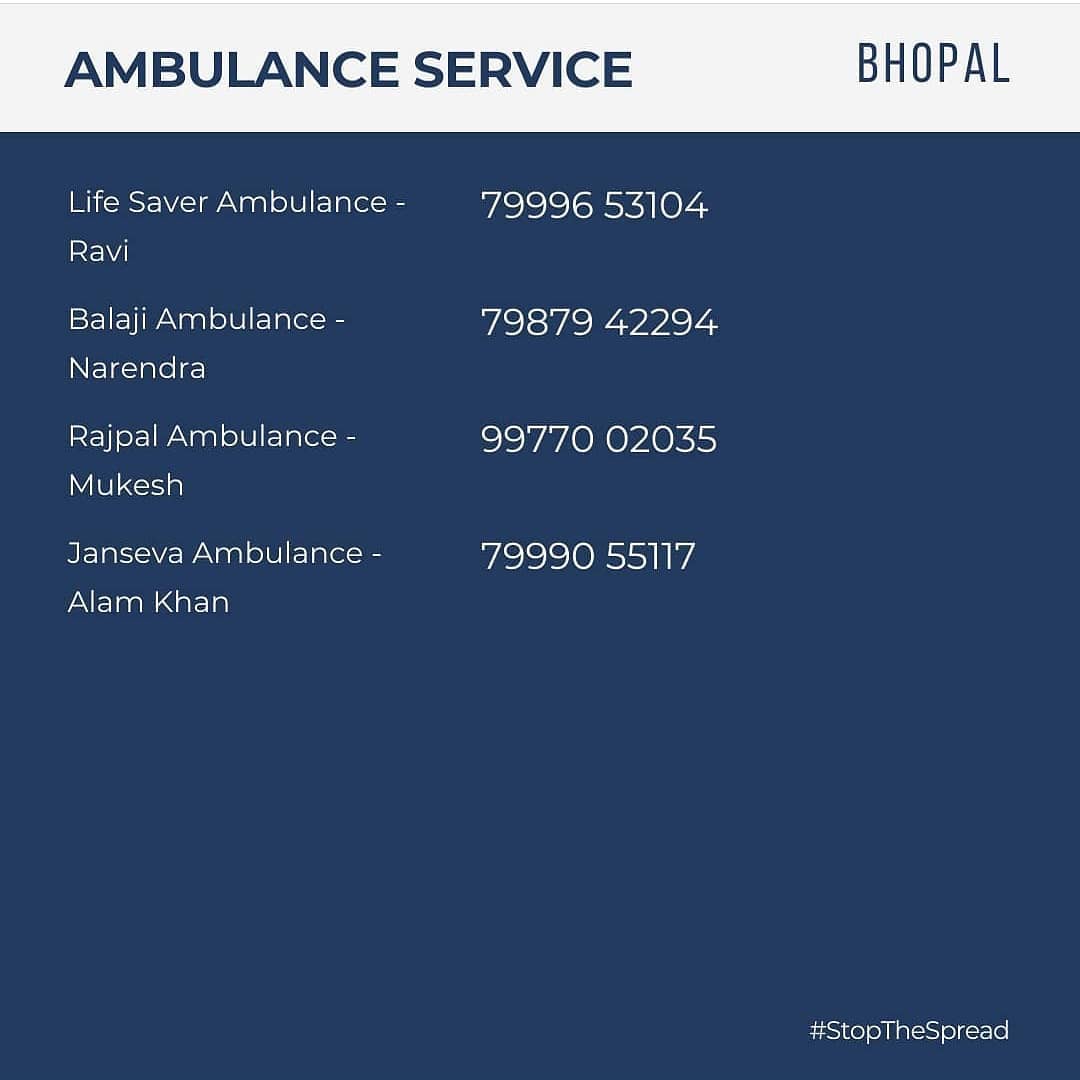 AMBULANCE SERVICE
BHOPAL
Life Saver Ambulance - 79996 53104
Ravi
Balaji Ambulance - 79879 42294
Narendra
Rajpal Ambulance - 99770 02035
Mukesh
Janseva Ambulance - 79990 55117
Alam Khan
#StopTheSpread